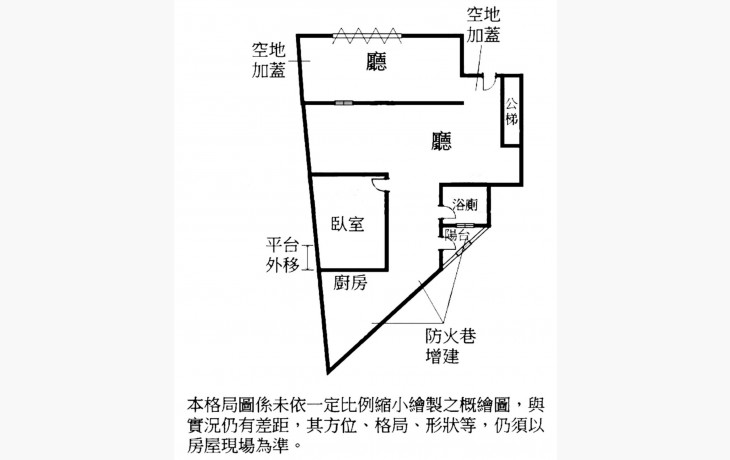 空地
加蓋
空地
加蓋
廳
公
梯
廳
浴廁
臥室
陽台
平台
外移
廚房
防火巷
增建
本格局圖係未依一定比例縮小繪製之概繪圖，與
實況仍有差距，其方位、格局、形狀等，仍須以
房屋現場為準。